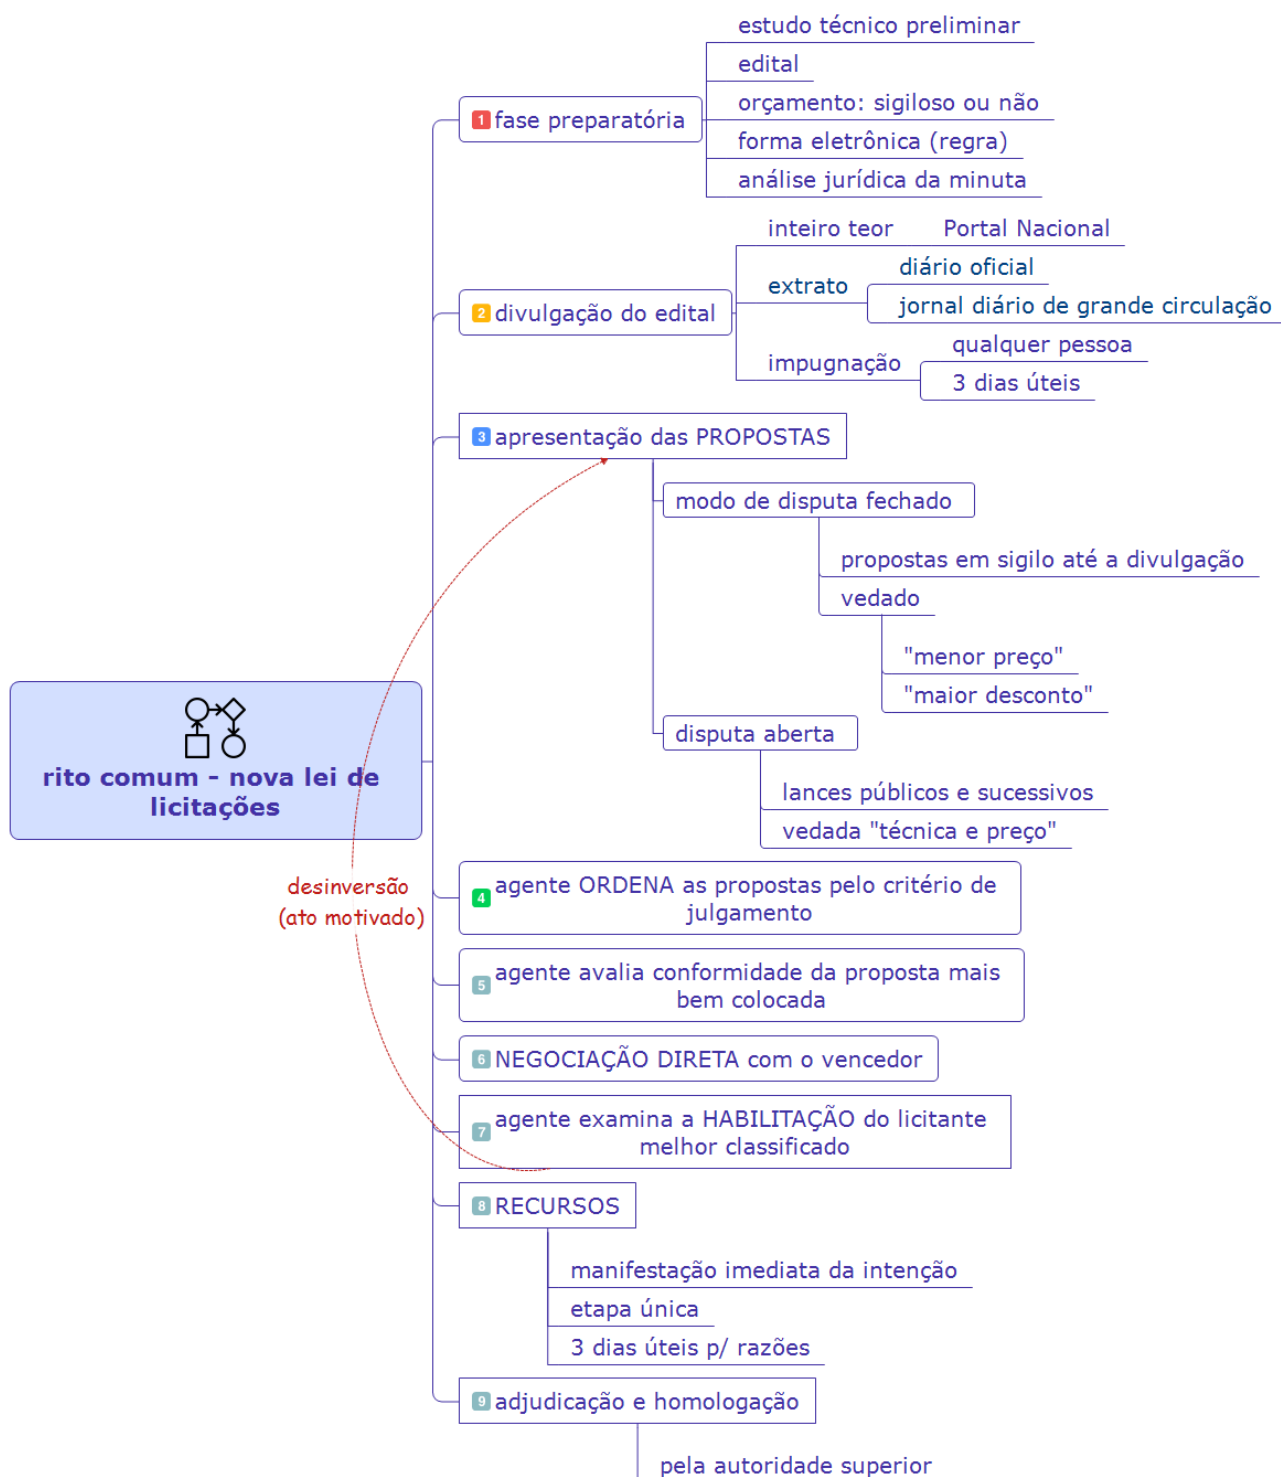 estudo técnico preliminar
edital
1 fase preparatória
orçamento: sigiloso ou não
forma eletrônica (regra)
análise jurídica da minuta
inteiro teor
Portal Nacional
diário oficial
extrato
2 divulgação do edital
jornal diário de grande circulação
qualquer pessoa
impugnação
3 dias úteis
3 apresentação das PROPOSTAS
modo de disputa fechado
propostas em sigilo até a divulgação
vedado
"menor preço"
"maior desconto"
disputa aberta
rito comum - nova lei de
licitações
lances públicos e sucessivos
vedada "técnica e preço"
desinversão
(ato motivado)
4 agente ORDENA as propostas pelo critério de
julgamento
5 agente avalia conformidade da proposta mais
bem colocada
6 NEGOCIAÇÃO DIRETA com o vencedor
7 agente examina a HABILITAÇÃO do licitante
melhor classificado
8 RECURSOS
manifestação imediata da intenção
etapa única
3 dias úteis p/ razões
9 adjudicação e homologação
pela autoridade superior